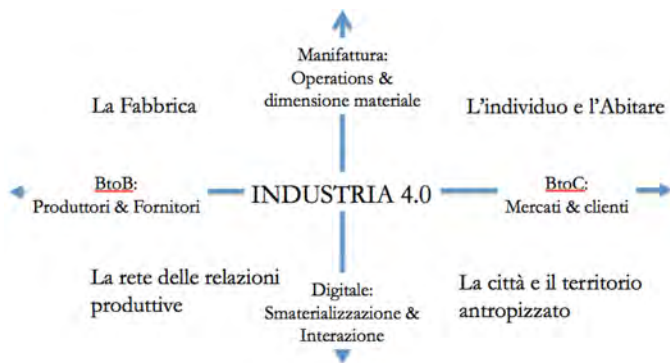 Manifattura:
Operations &
dimensione materiale
La Fabbrica
L'individuo e l'Abitare
BtoB:
Produttori & Fornitori
INDUSTRIA 4.0
BtoC:
Mercati & clienti
La rete delle relazioni
produttive
Digitale:
Smaterializzazione &
Interazione
La città e il territorio
antropizzato